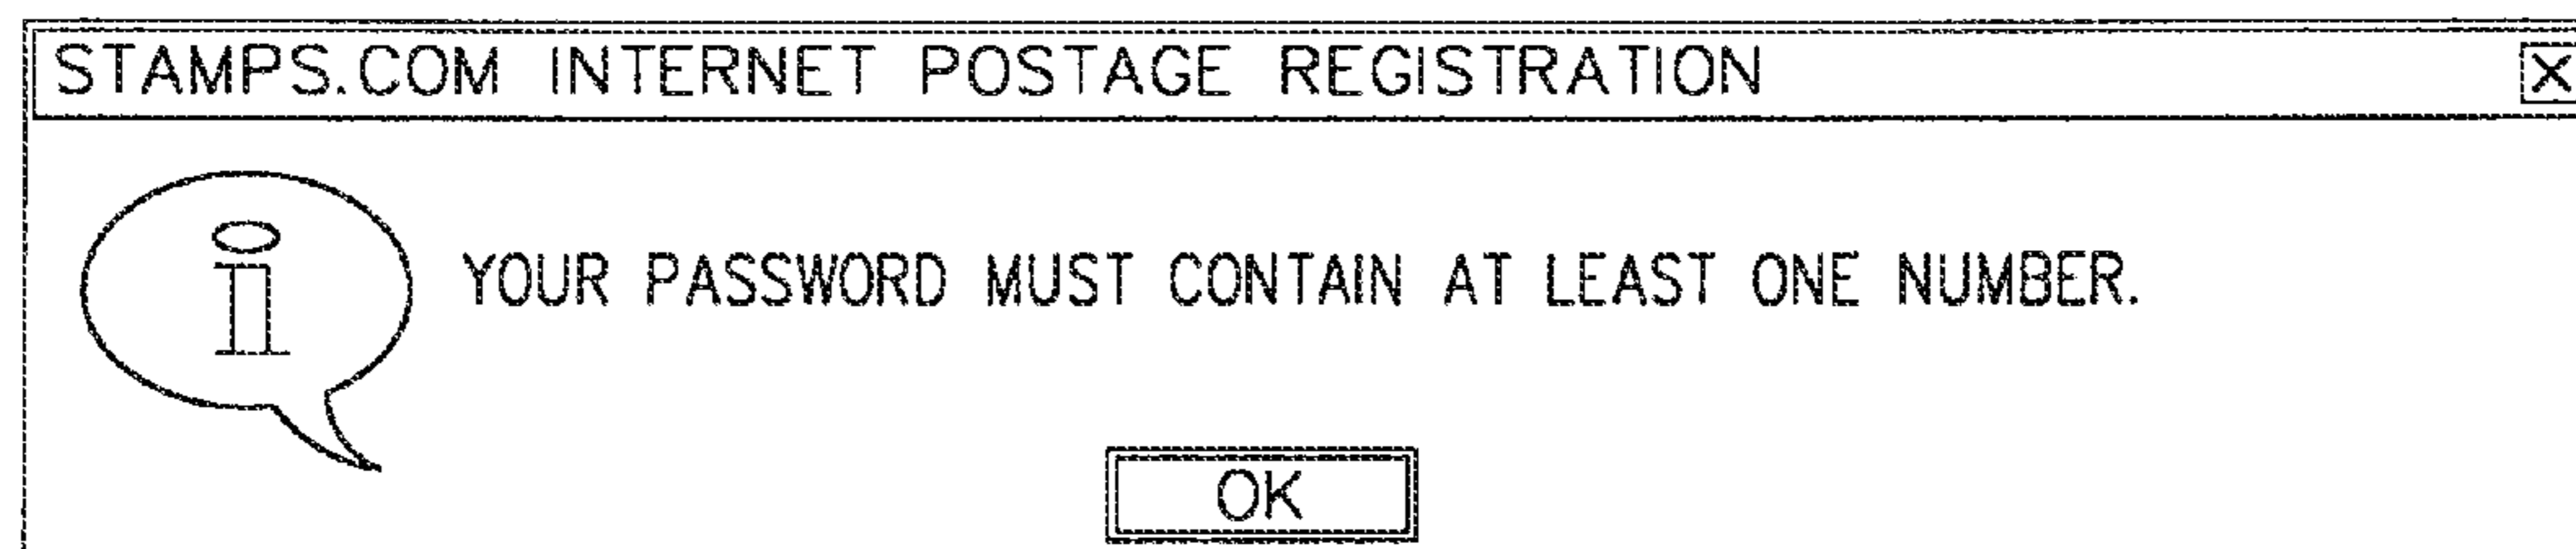 STAMPS.COM INTERNET POSTAGE REGISTRATION X
i YOUR PASSWORD MUST CONTAIN AT LEAST ONE NUMBER.
OK